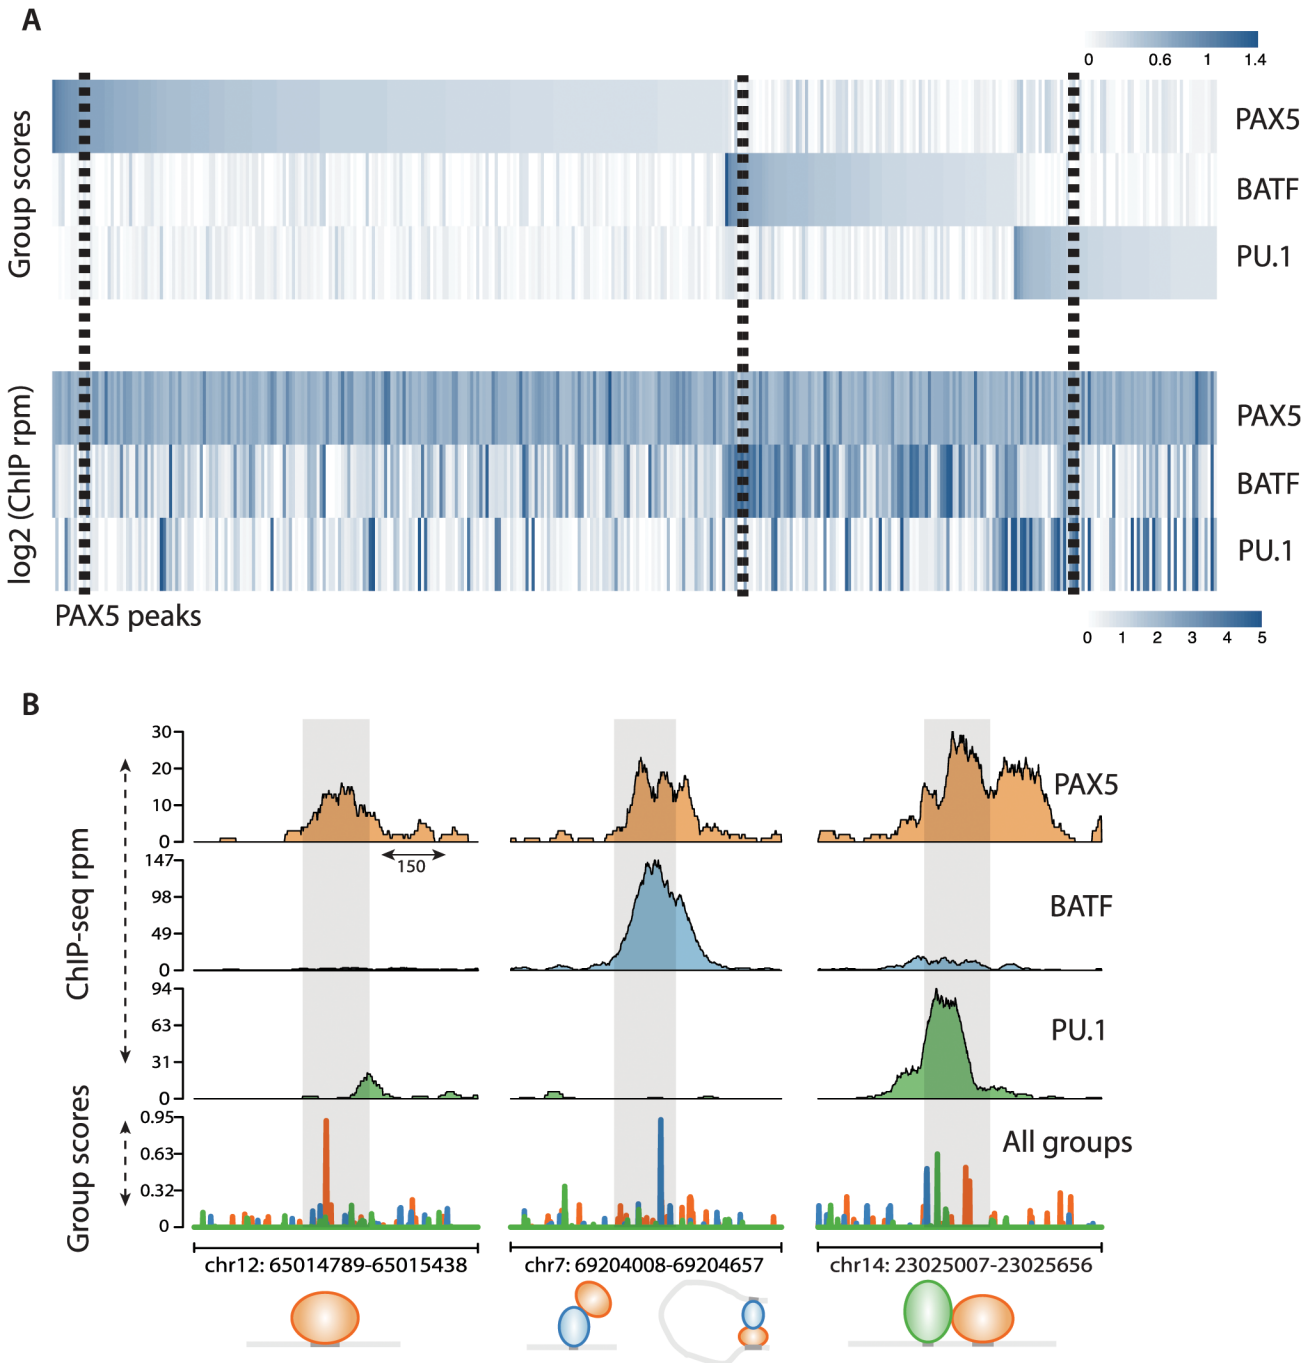 A
0 0.6 1 1.4
Group scores
PAX5
BATF
PU.1
log2 (ChIP rpm)
PAX5
BATF
PU.1
PAX5 peaks
0 1 2 3 4 5
B
ChIP-seq rpm
30
20
10
0
PAX5
150
147
98
49
0
BATF
94
63
31
0
PU.1
Group scores
0.95
0.63
0.32
0
All groups
chr12: 65014789-65015438 chr7: 69204008-69204657 chr14: 23025007-23025656